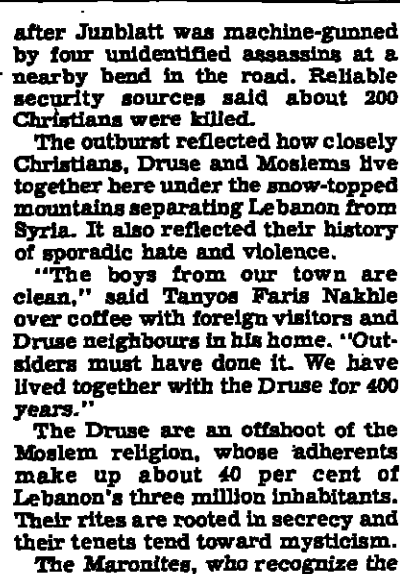 after Junblatt was machine-gunned
by four unidentified assassins at a
nearby bend in the road. Reliable
security sources said about 200
Christians were killed.
The outburst reflected how closely
Christians, Druse and Moslems live
together here under the snow-topped
mountains separating Lebanon from
Syria. It also reflected their history
of sporadic hate and violence.
"The boys from our town are
clean," said Tanyos Faris Nakhle
over coffee with foreign visitors and
Druse neighbours in his home. "Out-
siders must have done it. We have
lived together with the Druse for 400
years."
The Druse are an offshoot of the
Moslem religion, whose adherents
make up about 40 per cent of
Lebanon's three million inhabitants.
Their rites are rooted in secrecy and
their tenets tend toward mysticism.
The Maronites, who recognize the